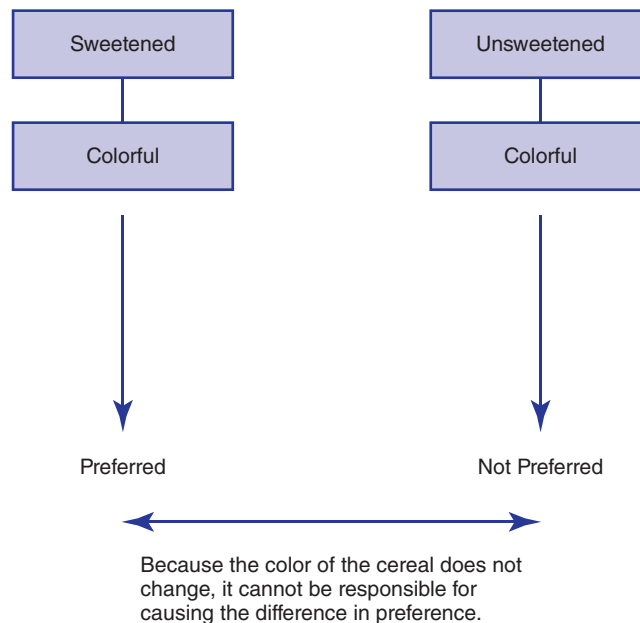 Sweetened
Unsweetened
Colorful
Colorful
Preferred
Not Preferred
Because the color of the cereal does not
change, it cannot be responsible for
causing the difference in preference.